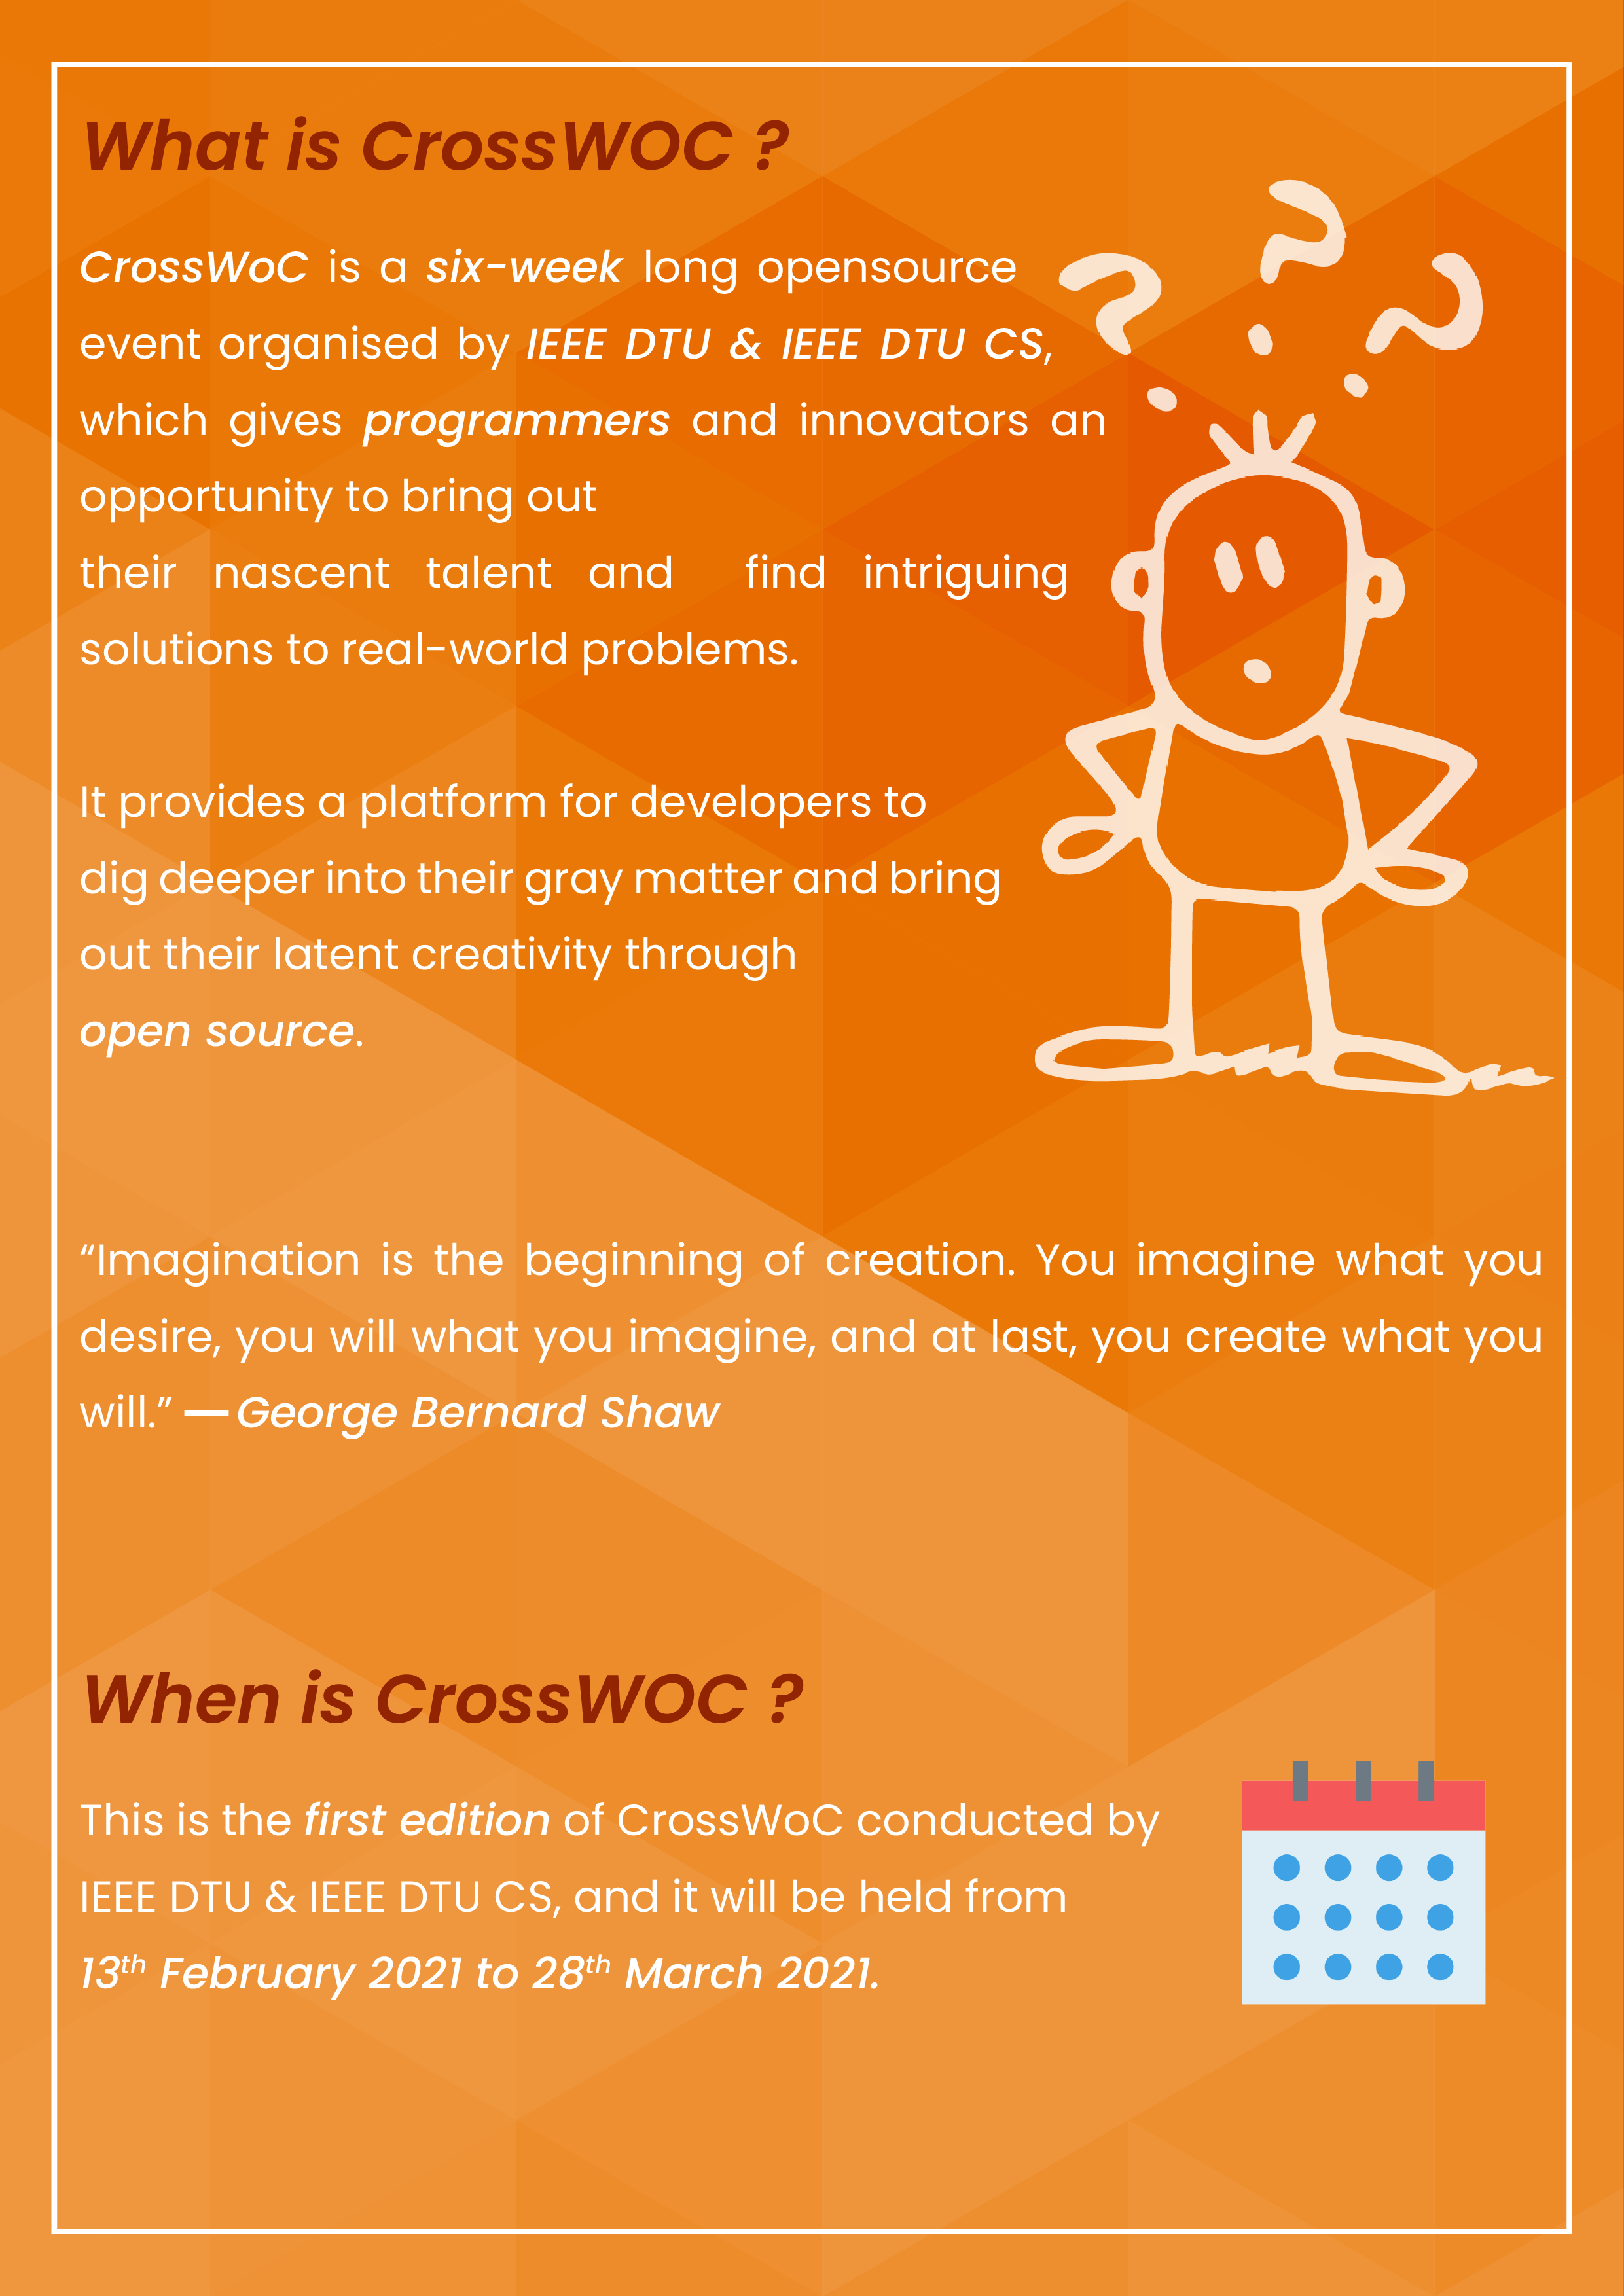 What is CrossWOC ?
CrossWoC is a six-week long opensource
event organised by IEEE DTU & IEEE DTU CS,
which gives programmers and innovators an
opportunity to bring out
their nascent talent and find intriguing
solutions to real-world problems.
It provides a platform for developers to
dig deeper into their gray matter and bring
out their latent creativity through
open source.
“Imagination is the beginning of creation. You imagine what you
desire, you will what you imagine, and at last, you create what you
will.” — George Bernard Shaw
When is CrossWOC ?
This is the first edition of CrossWoC conducted by
IEEE DTU & IEEE DTU CS, and it will be held from
13th February 2021 to 28th March 2021.